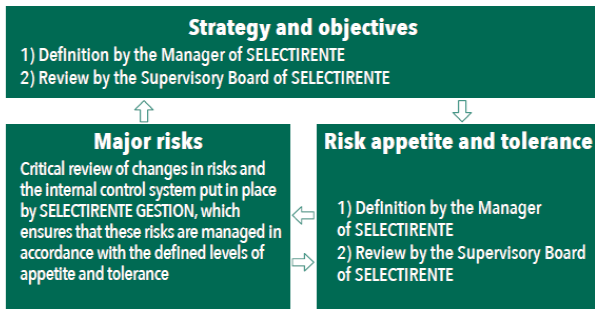 Strategy and objectives
1) Definition by the Manager of SELECTIRENTE
2) Review by the Supervisory Board of SELECTIRENTE
Major risks
Critical review of changes in risks and
the internal control system put in place
by SELECTIRENTE GESTION, which
ensures that these risks are managed in
accordance with the defined levels of
appetite and tolerance
Risk appetite and tolerance
1) Definition by the Manager
of SELECTIRENTE
2) Review by the Supervisory Board
of SELECTIRENTE